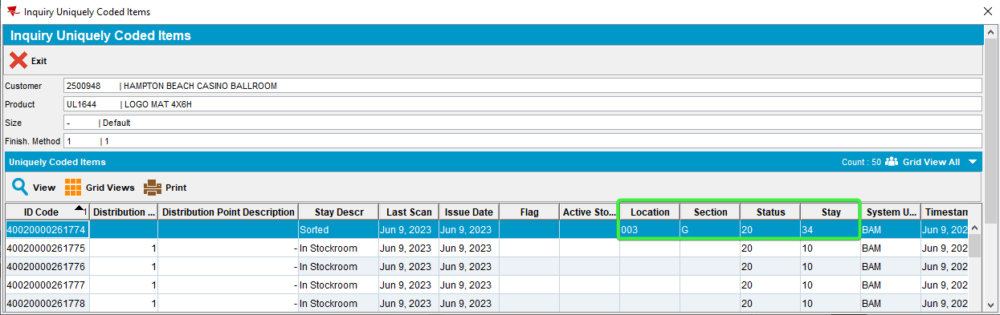 Inquiry Uniquely Coded Items
Inquiry Uniquely Coded Items
Exit
Customer 2500948 | HAMPTON BEACH CASINO BALLROOM
Product UL1644 | LOGO MAT 4X6H
Size - | Default
Finish. Method 1 | 1
Uniquely Coded Items Count : 50 Grid View All
View Grid Views Print
ID Code 1 Distribution ... Distribution Point Description Stay Descr Last Scan Issue Date Flag Active Sto... Location Section Status Stay System U... Timestam
40020000261774 Sorted Jun 9, 2023 Jun 9, 2023 003 G 20 34 BAM Jun 9, 202
40020000261775 1 - In Stockroom Jun 9, 2023 Jun 9, 2023 20 10 BAM Jun 9, 202
40020000261776 1 - In Stockroom Jun 9, 2023 Jun 9, 2023 20 10 BAM Jun 9, 202
40020000261777 1 - In Stockroom Jun 9, 2023 Jun 9, 2023 20 10 BAM Jun 9, 202
40020000261778 1 - In Stockroom Jun 9, 2023 Jun 9, 2023 20 10 BAM Jun 9, 202